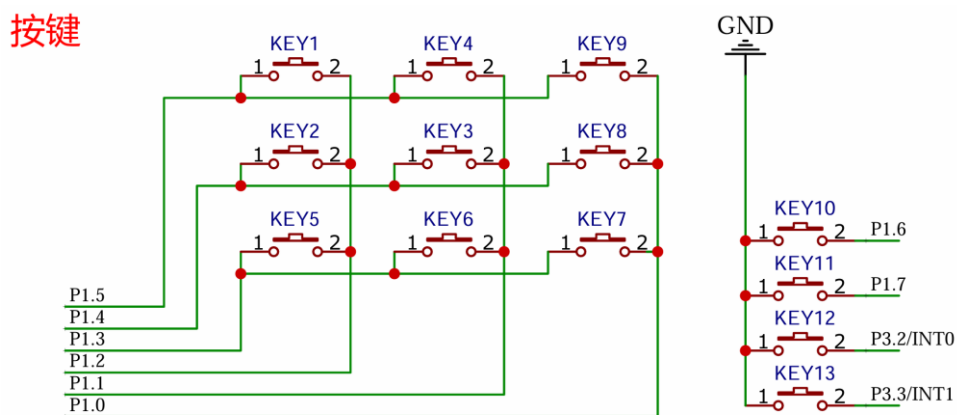 按键
GND
KEY1 KEY4 KEY9
1 2 1 2 1 2
KEY2 KEY3 KEY8
1 2 1 2 1 2
KEY5 KEY6 KEY7
1 2 1 2 1 2
P1.5
P1.4
P1.3
P1.2
P1.1
P1.0
KEY10
1 2 P1.6
KEY11
1 2 P1.7
KEY12
1 2 P3.2/INT0
KEY13
1 2 P3.3/INT1